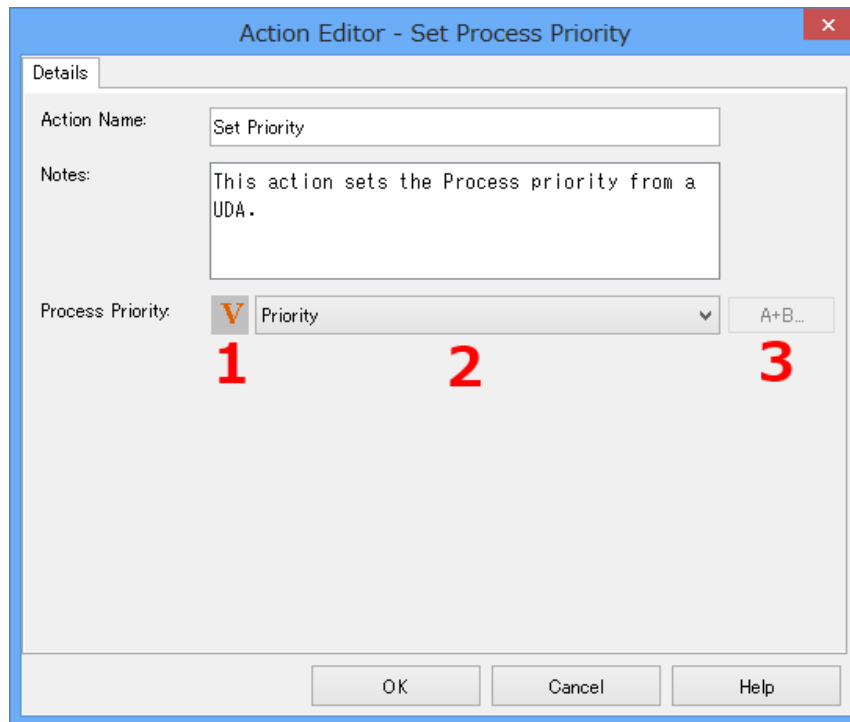 Action Editor - Set Process Priority
Details
Action Name:
Set Priority
Notes:
This action sets the Process priority from a
UDA.
Process Priority:
V
Priority
A+B...
1
2
3
OK
Cancel
Help